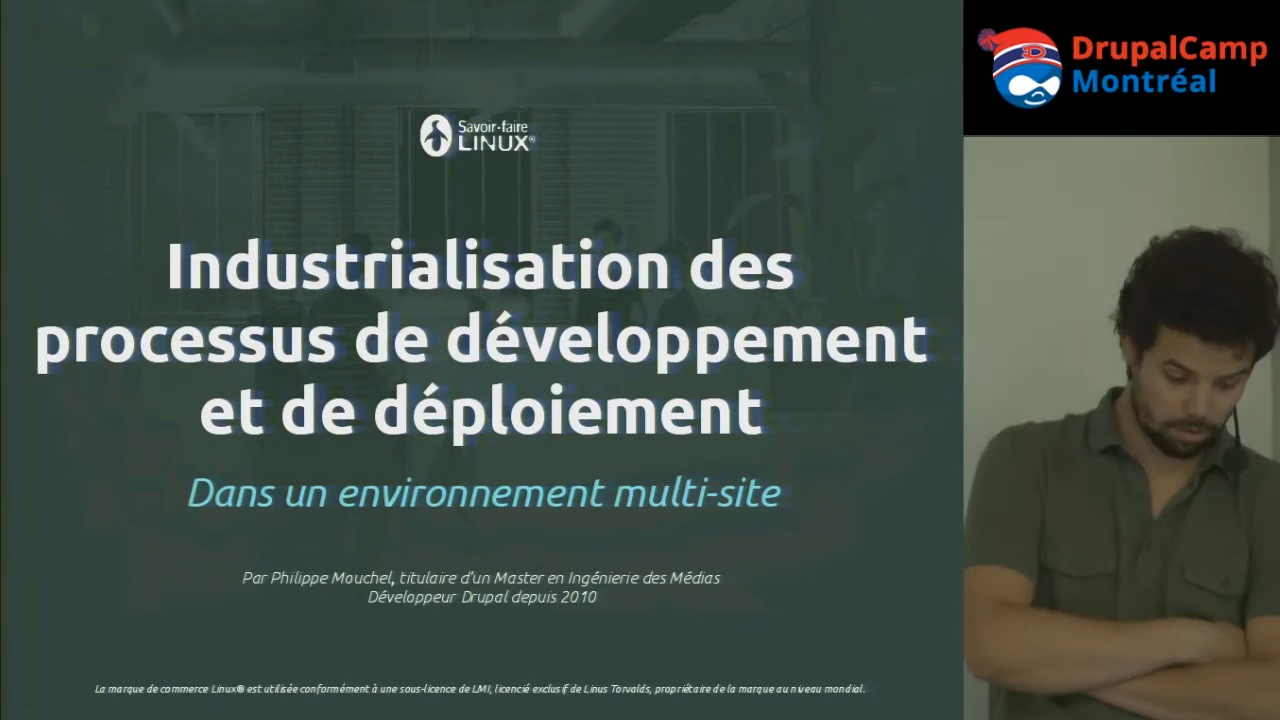 Savoir-faire
LINUX®
Industrialisation des
processus de développement
et de déploiement
Dans un environnement multi-site
Par Philippe Mouchel, titulaire d'un Master en Ingénierie des Médias
Développeur Drupal depuis 2010
La marque de commerce Linux® est utilisée conformément à une sous-licence de LMI, licencié exclusif de Linus Torvalds, propriétaire de la marque au niveau mondial.
DrupalCamp
Montréal